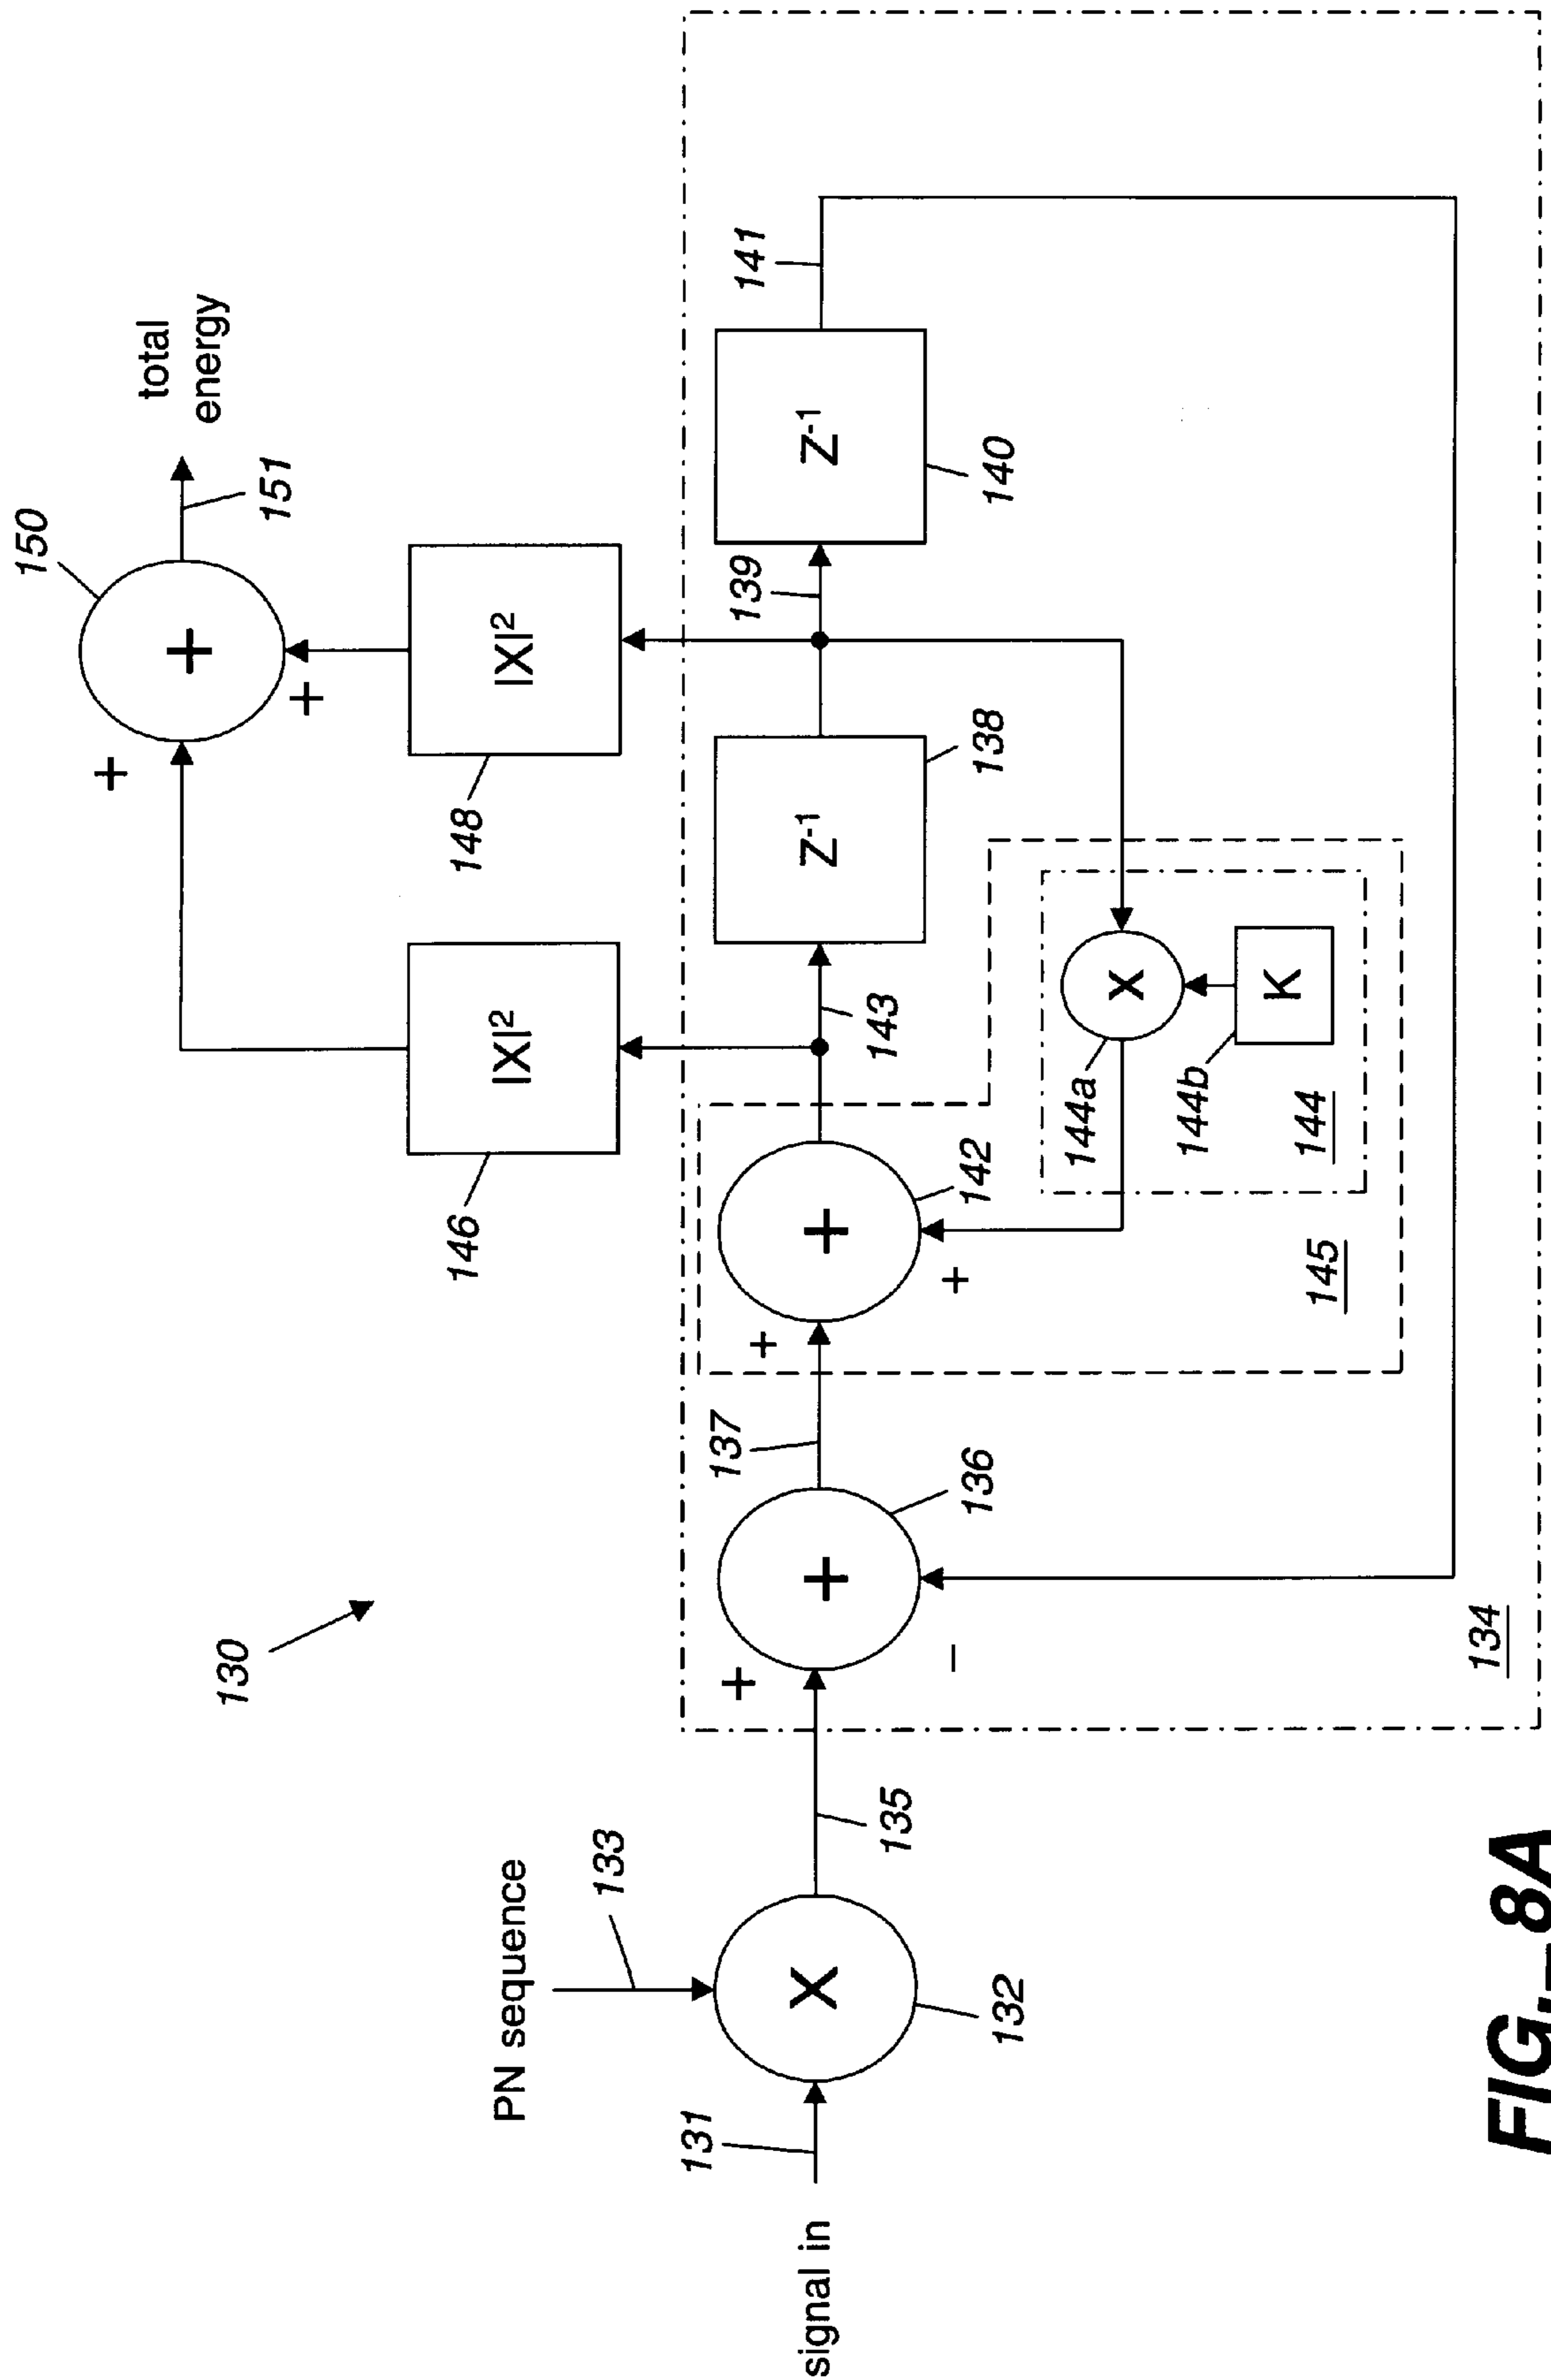 130
150
total
energy
151
146
|X|²
148
|X|²
+
+
+
PN sequence
133
signal in
131
X
132
135
+
+
−
136
137
+
+
+
142
143
Z⁻¹
138
139
Z⁻¹
140
141
144a
X
144b
K
144
145
134
FIG.–8A